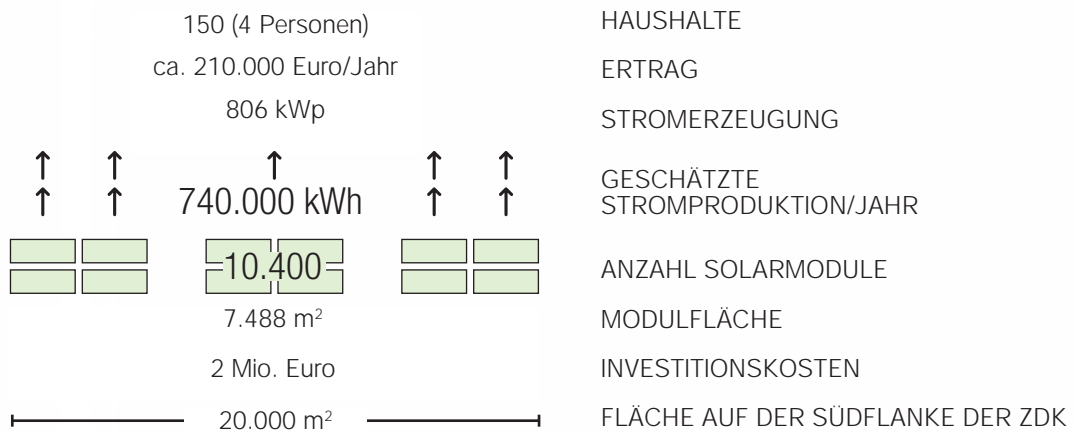 150 (4 Personen) HAUSHALTE
ca. 210.000 Euro/Jahr ERTRAG
806 kWp STROMERZEUGUNG
740.000 kWh GESCHÄTZTE
STROMPRODUKTION/JAHR
10.400 ANZAHL SOLARMODULE
7.488 m² MODULFLÄCHE
2 Mio. Euro INVESTITIONSKOSTEN
20.000 m² FLÄCHE AUF DER SÜDFLANKE DER ZDK